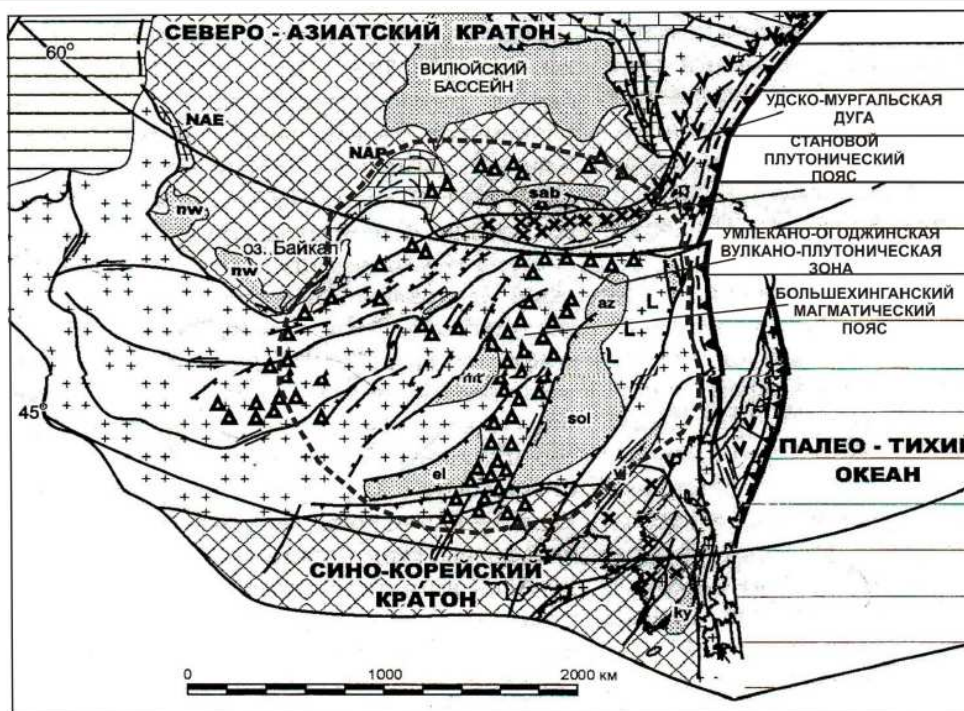 СЕВЕРО - АЗИАТСКИЙ КРАТОН
60°
ВИЛЮЙСКИЙ
БАССЕЙН
УДСКО-МУРГАЛЬСКАЯ
ДУГА
NAE
СТАНОВОЙ
ПЛУТОНИЧЕСКИЙ
ПОЯС
NAP
sab
nw
УМЛЕКАНО-ОГОДЖИНСКАЯ
ВУЛКАНО-ПЛУТОНИЧЕСКАЯ
ЗОНА
оз. Байкал
nw
БОЛЬШЕХИНГАНСКИЙ
МАГМАТИЧЕСКИЙ
ПОЯС
az
L
L
L
mt
45°
sol
ПАЛЕО - ТИХИЙ
ОКЕАН
el
СИНО-КОРЕЙСКИЙ
КРАТОН
ky
0 1000 2000 км